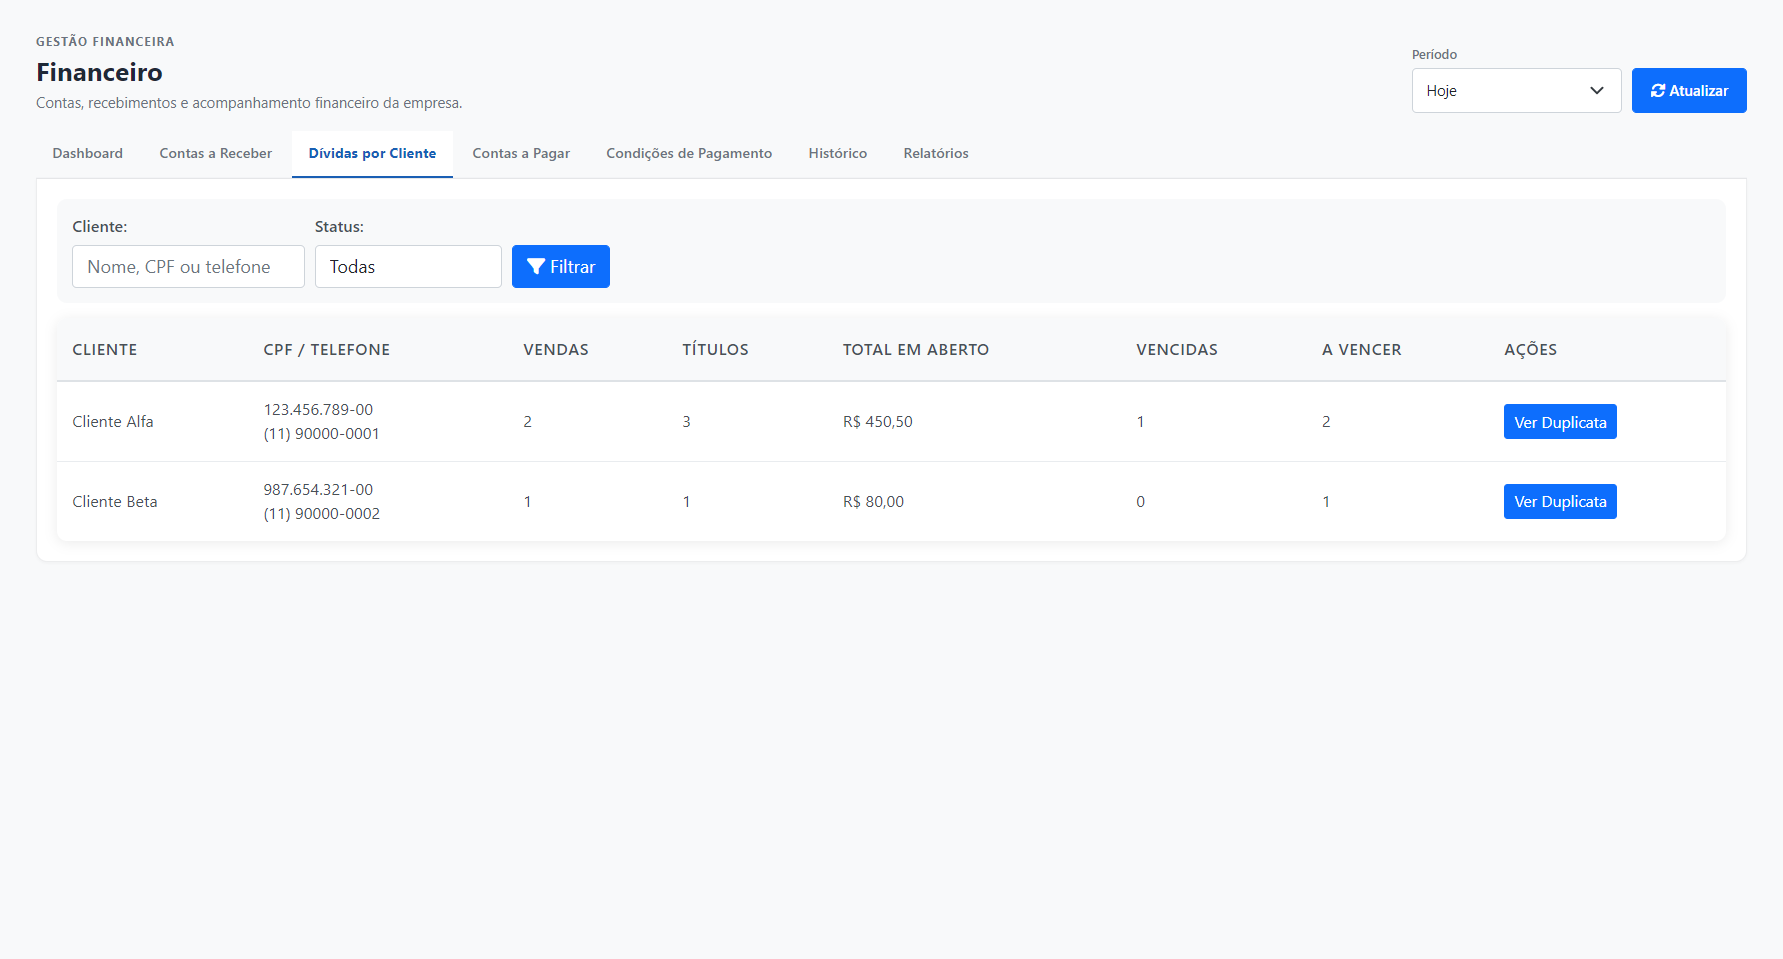 GESTÃO FINANCEIRA
Financeiro
Contas, recebimentos e acompanhamento financeiro da empresa.
Período
Hoje
Atualizar
Dashboard Contas a Receber Dívidas por Cliente Contas a Pagar Condições de Pagamento Histórico Relatórios
Cliente: Status:
Nome, CPF ou telefone Todas Filtrar
CLIENTE CPF / TELEFONE VENDAS TÍTULOS TOTAL EM ABERTO VENCIDAS A VENCER AÇÕES
Cliente Alfa 123.456.789-00 2 3 R$ 450,50 1 2 Ver Duplicata
(11) 90000-0001
Cliente Beta 987.654.321-00 1 1 R$ 80,00 0 1 Ver Duplicata
(11) 90000-0002